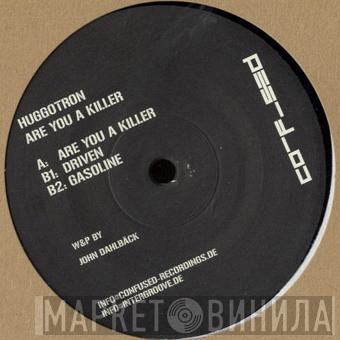 HUGGOTRON
ARE YOU A KILLER
A: ARE YOU A KILLER
B1: DRIVEN
B2: GASOLINE
W&P BY
JOHN DAHLBÄCK
INFO@CONFUSED-RECORDINGS.DE
INFO@INTERGROOVE.DE
МАРКЕТ ВИНИЛА